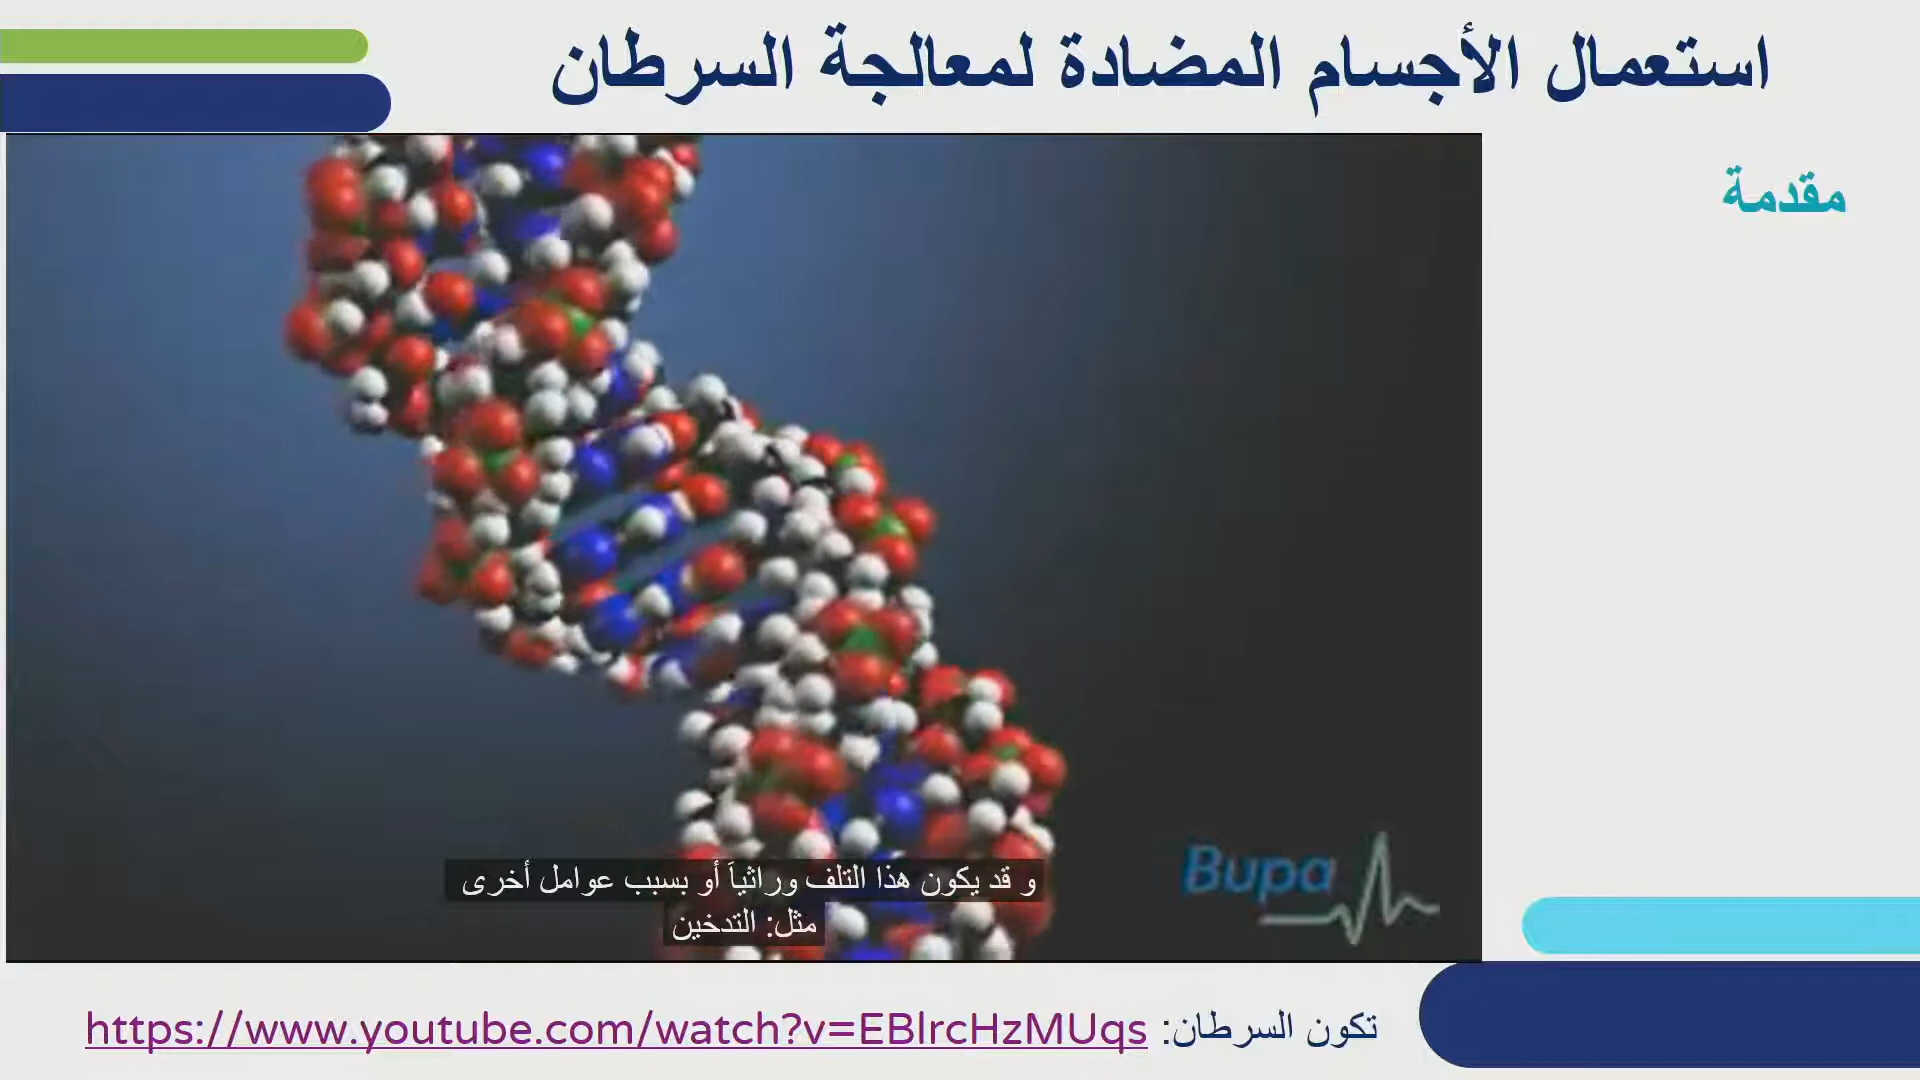 استعمال الأجسام المضادة لمعالجة السرطان
مقدمة
و قد يكون هذا التلف وراثياً أو بسبب عوامل أخرى
مثل: التدخين
Bupa
تكون السرطان: https://www.youtube.com/watch?v=EBlrcHzMUqs